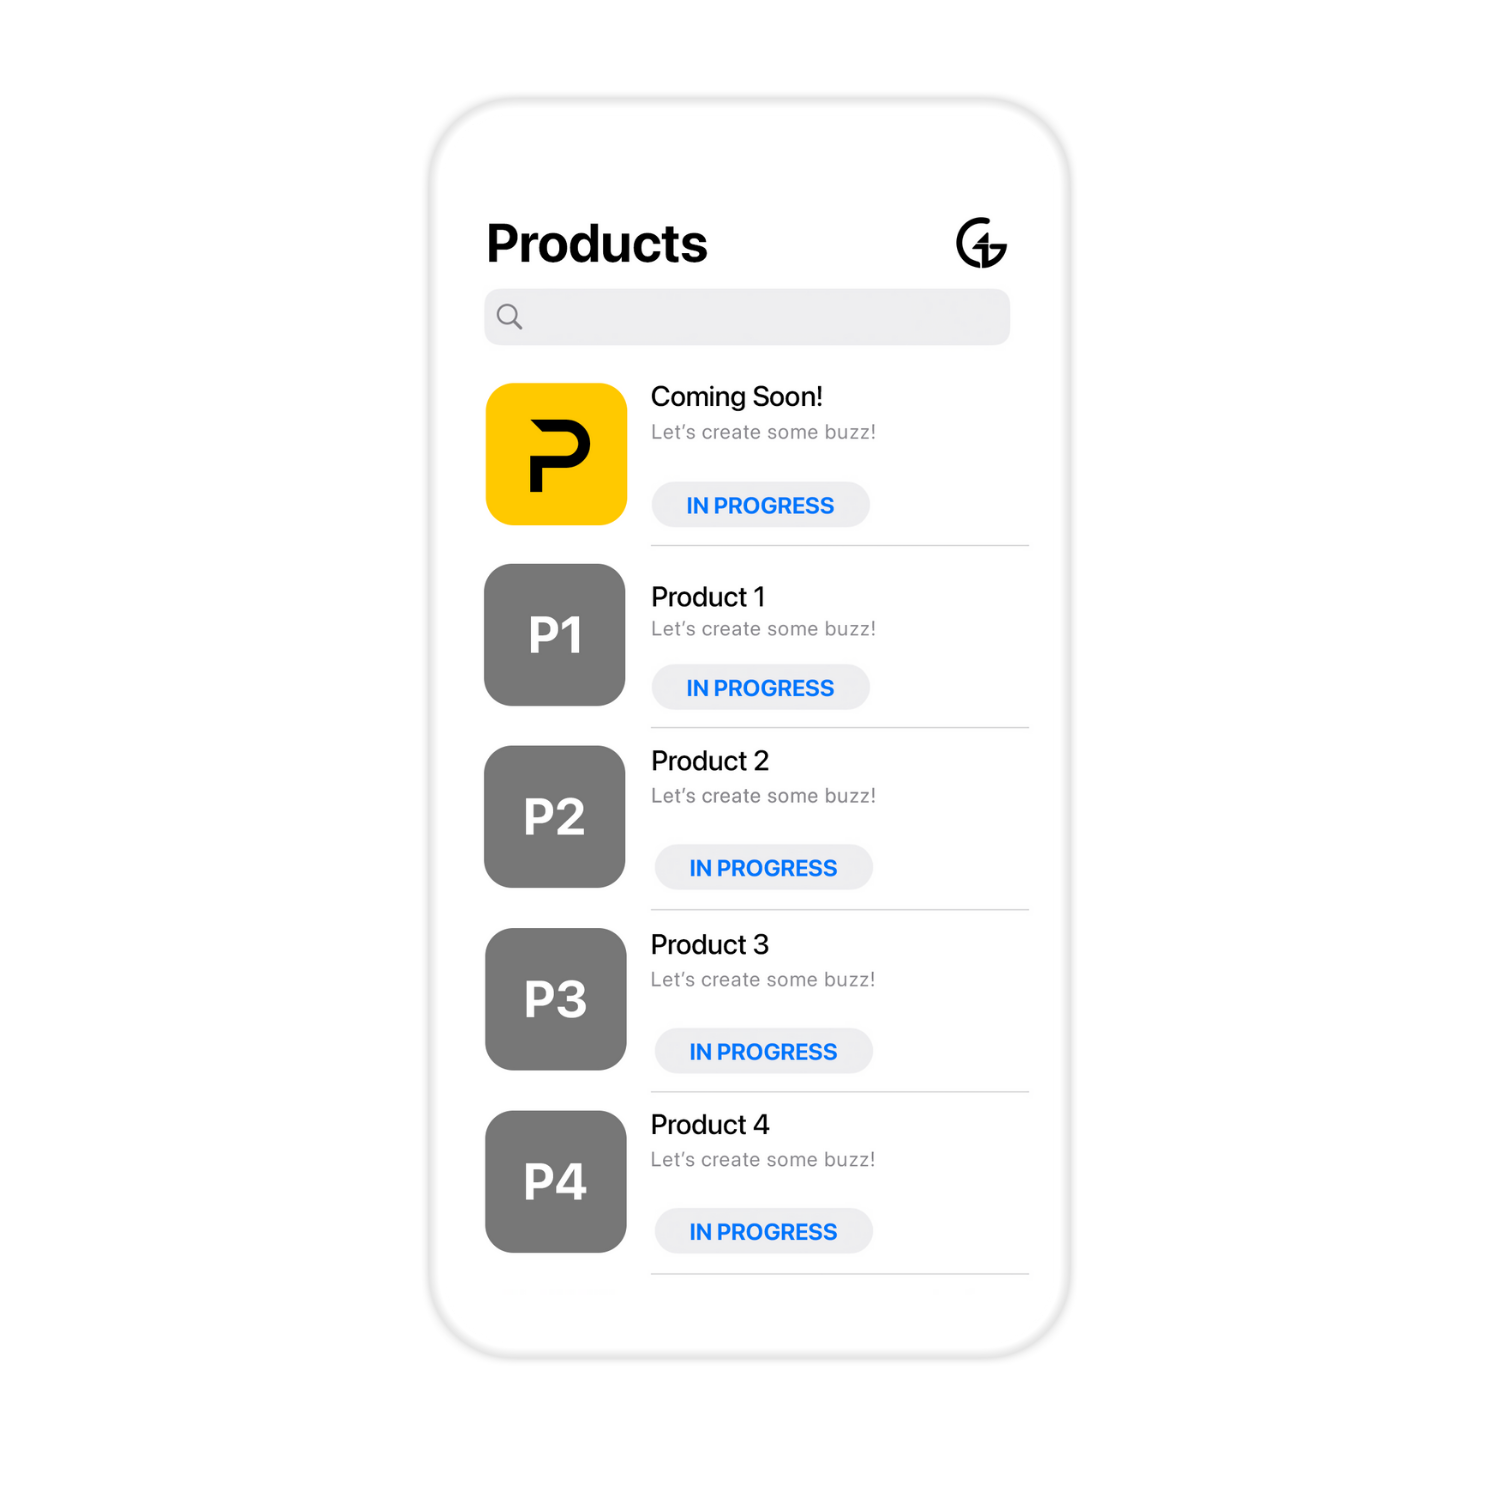 Products
Coming Soon!
Let's create some buzz!
IN PROGRESS
P1
Product 1
Let's create some buzz!
IN PROGRESS
P2
Product 2
Let's create some buzz!
IN PROGRESS
P3
Product 3
Let's create some buzz!
IN PROGRESS
P4
Product 4
Let's create some buzz!
IN PROGRESS